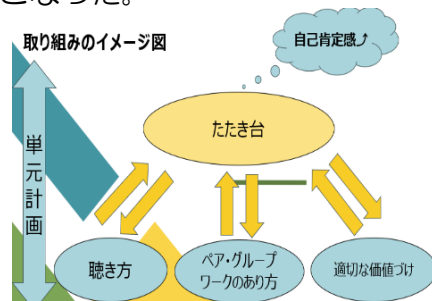 となった。
取り組みのイメージ図
自己肯定感⤴
たたき台
単元計画
聴き方
ペア・グループ
ワークのあり方
適切な価値づけ